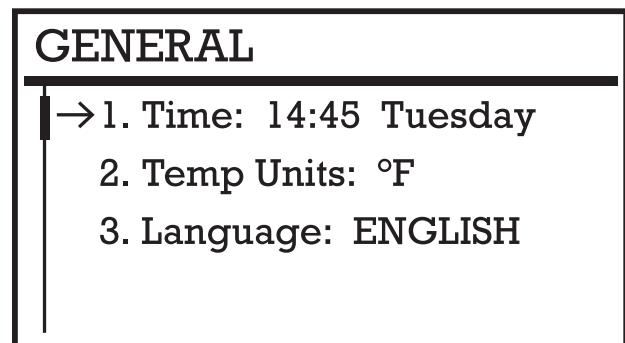 GENERAL
→1. Time: 14:45 Tuesday
2. Temp Units: °F
3. Language: ENGLISH